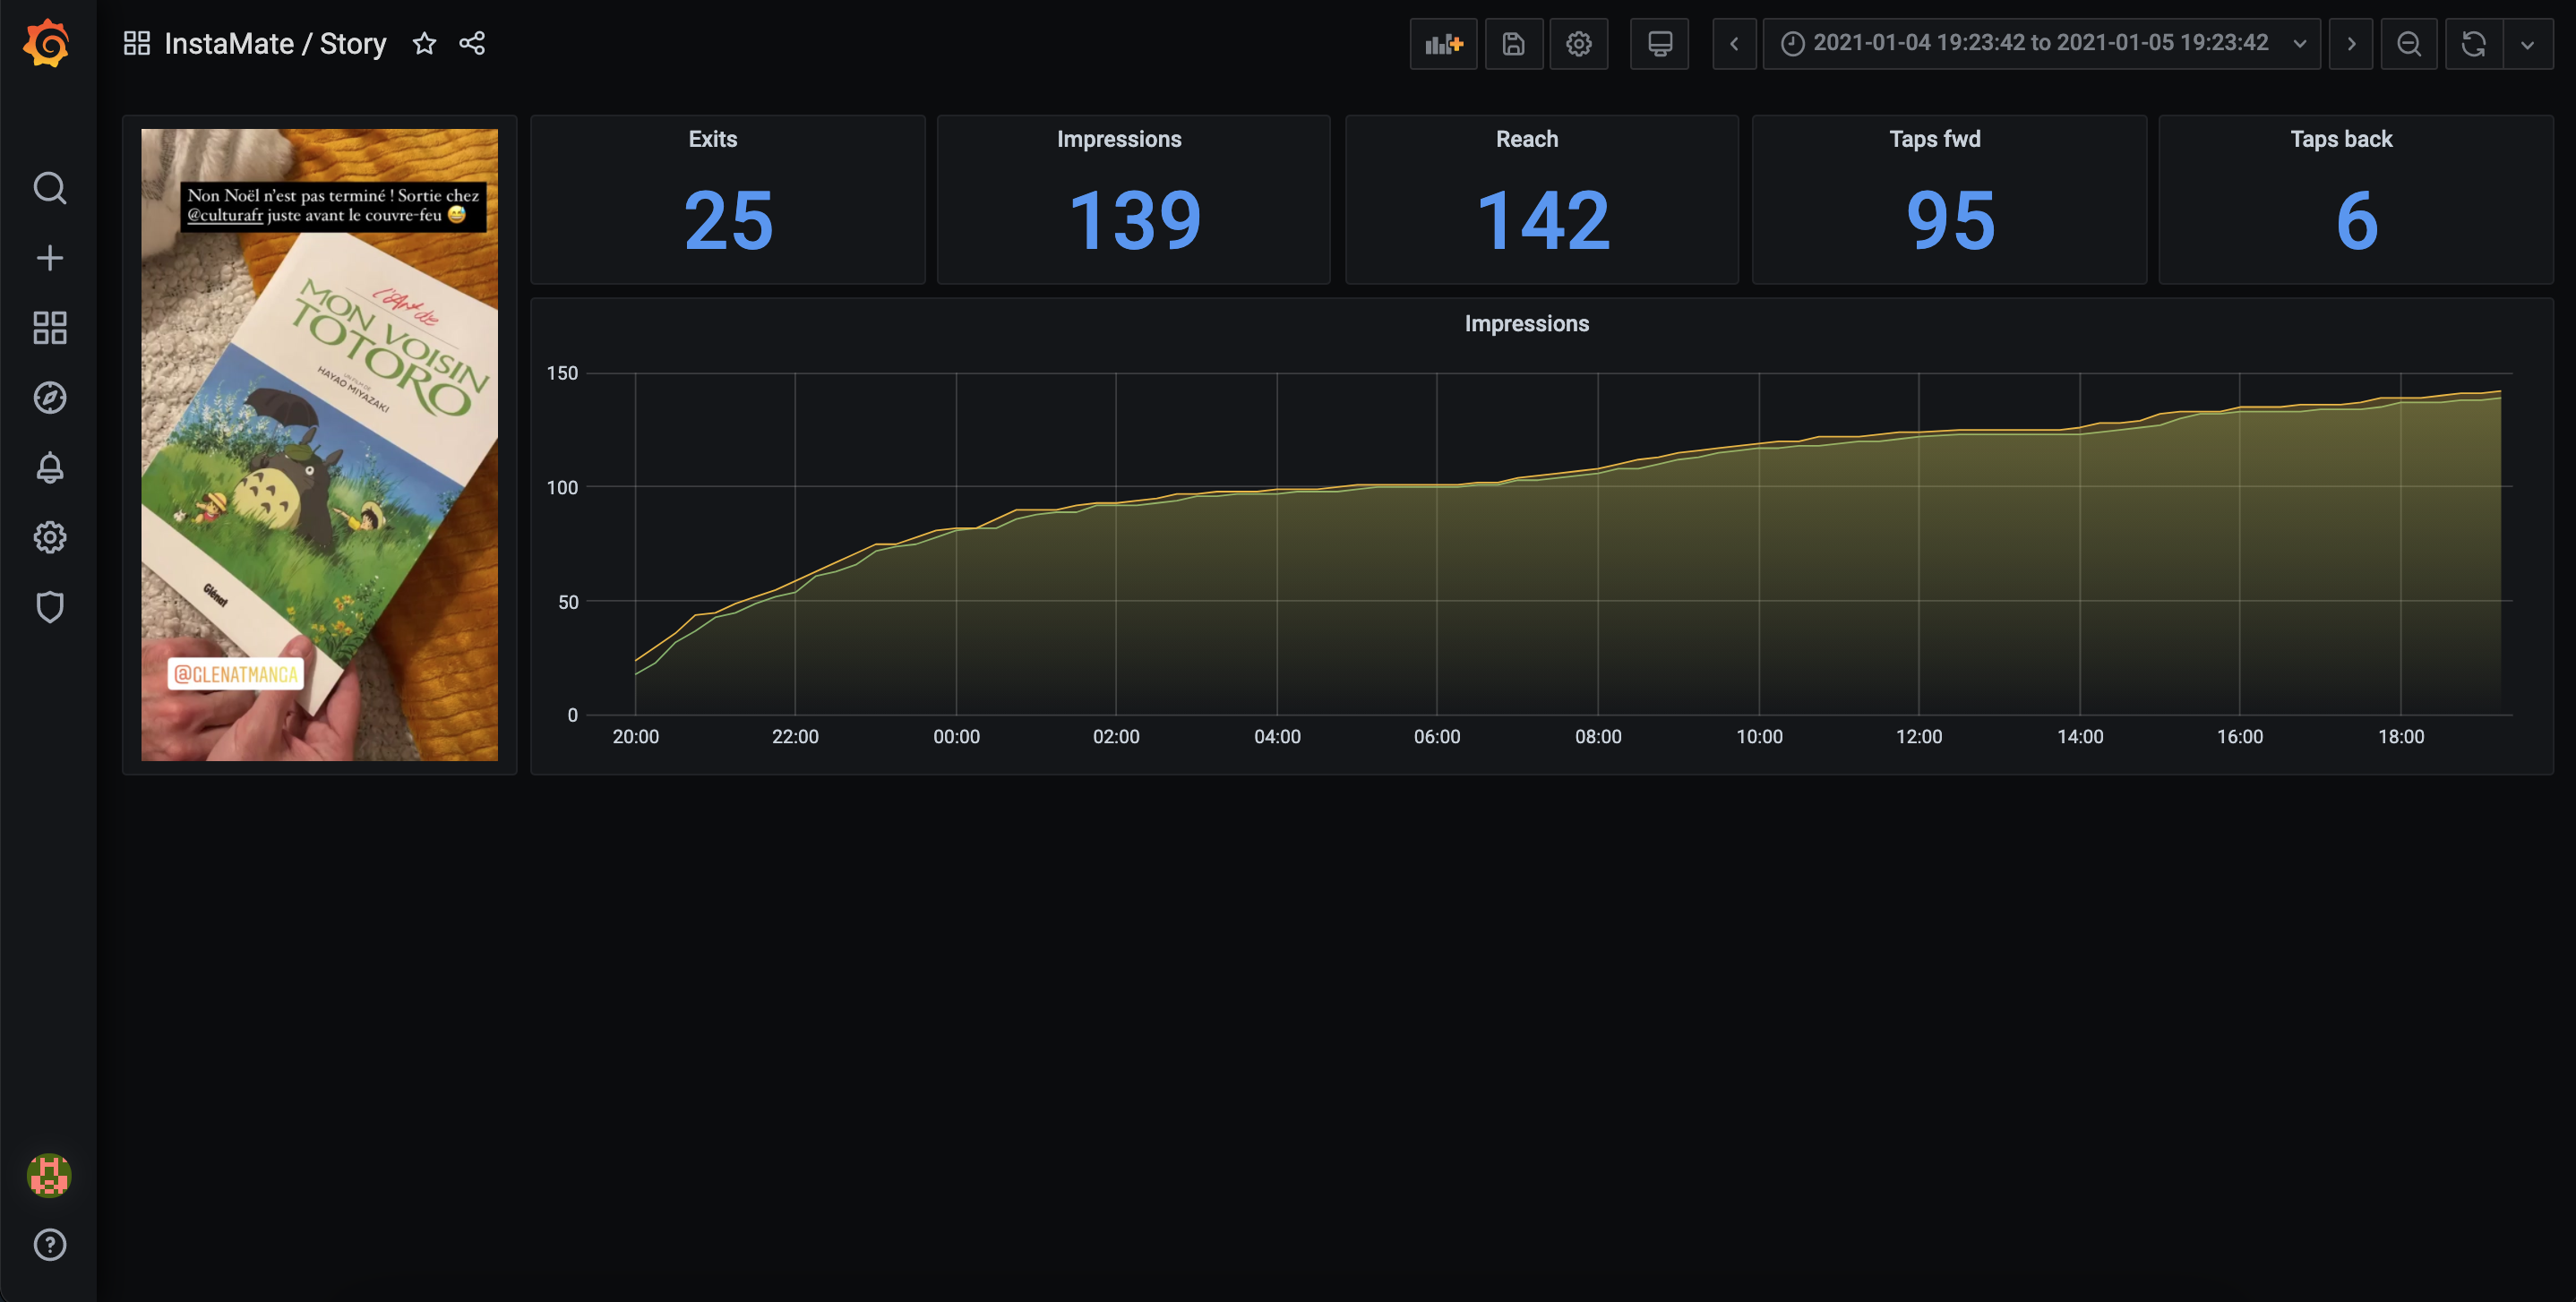 InstaMate / Story
2021-01-04 19:23:42 to 2021-01-05 19:23:42
Non Noël n'est pas terminé ! Sortie chez
@culturafr juste avant le couvre-feu 😅
l'Art de
MON VOISIN
TOTORO
UN FILM DE
HAYAO MIYAZAKI
Glénat
@GLENATMANGA
Exits
25
Impressions
139
Reach
142
Taps fwd
95
Taps back
6
Impressions
150
100
50
0
20:00 22:00 00:00 02:00 04:00 06:00 08:00 10:00 12:00 14:00 16:00 18:00